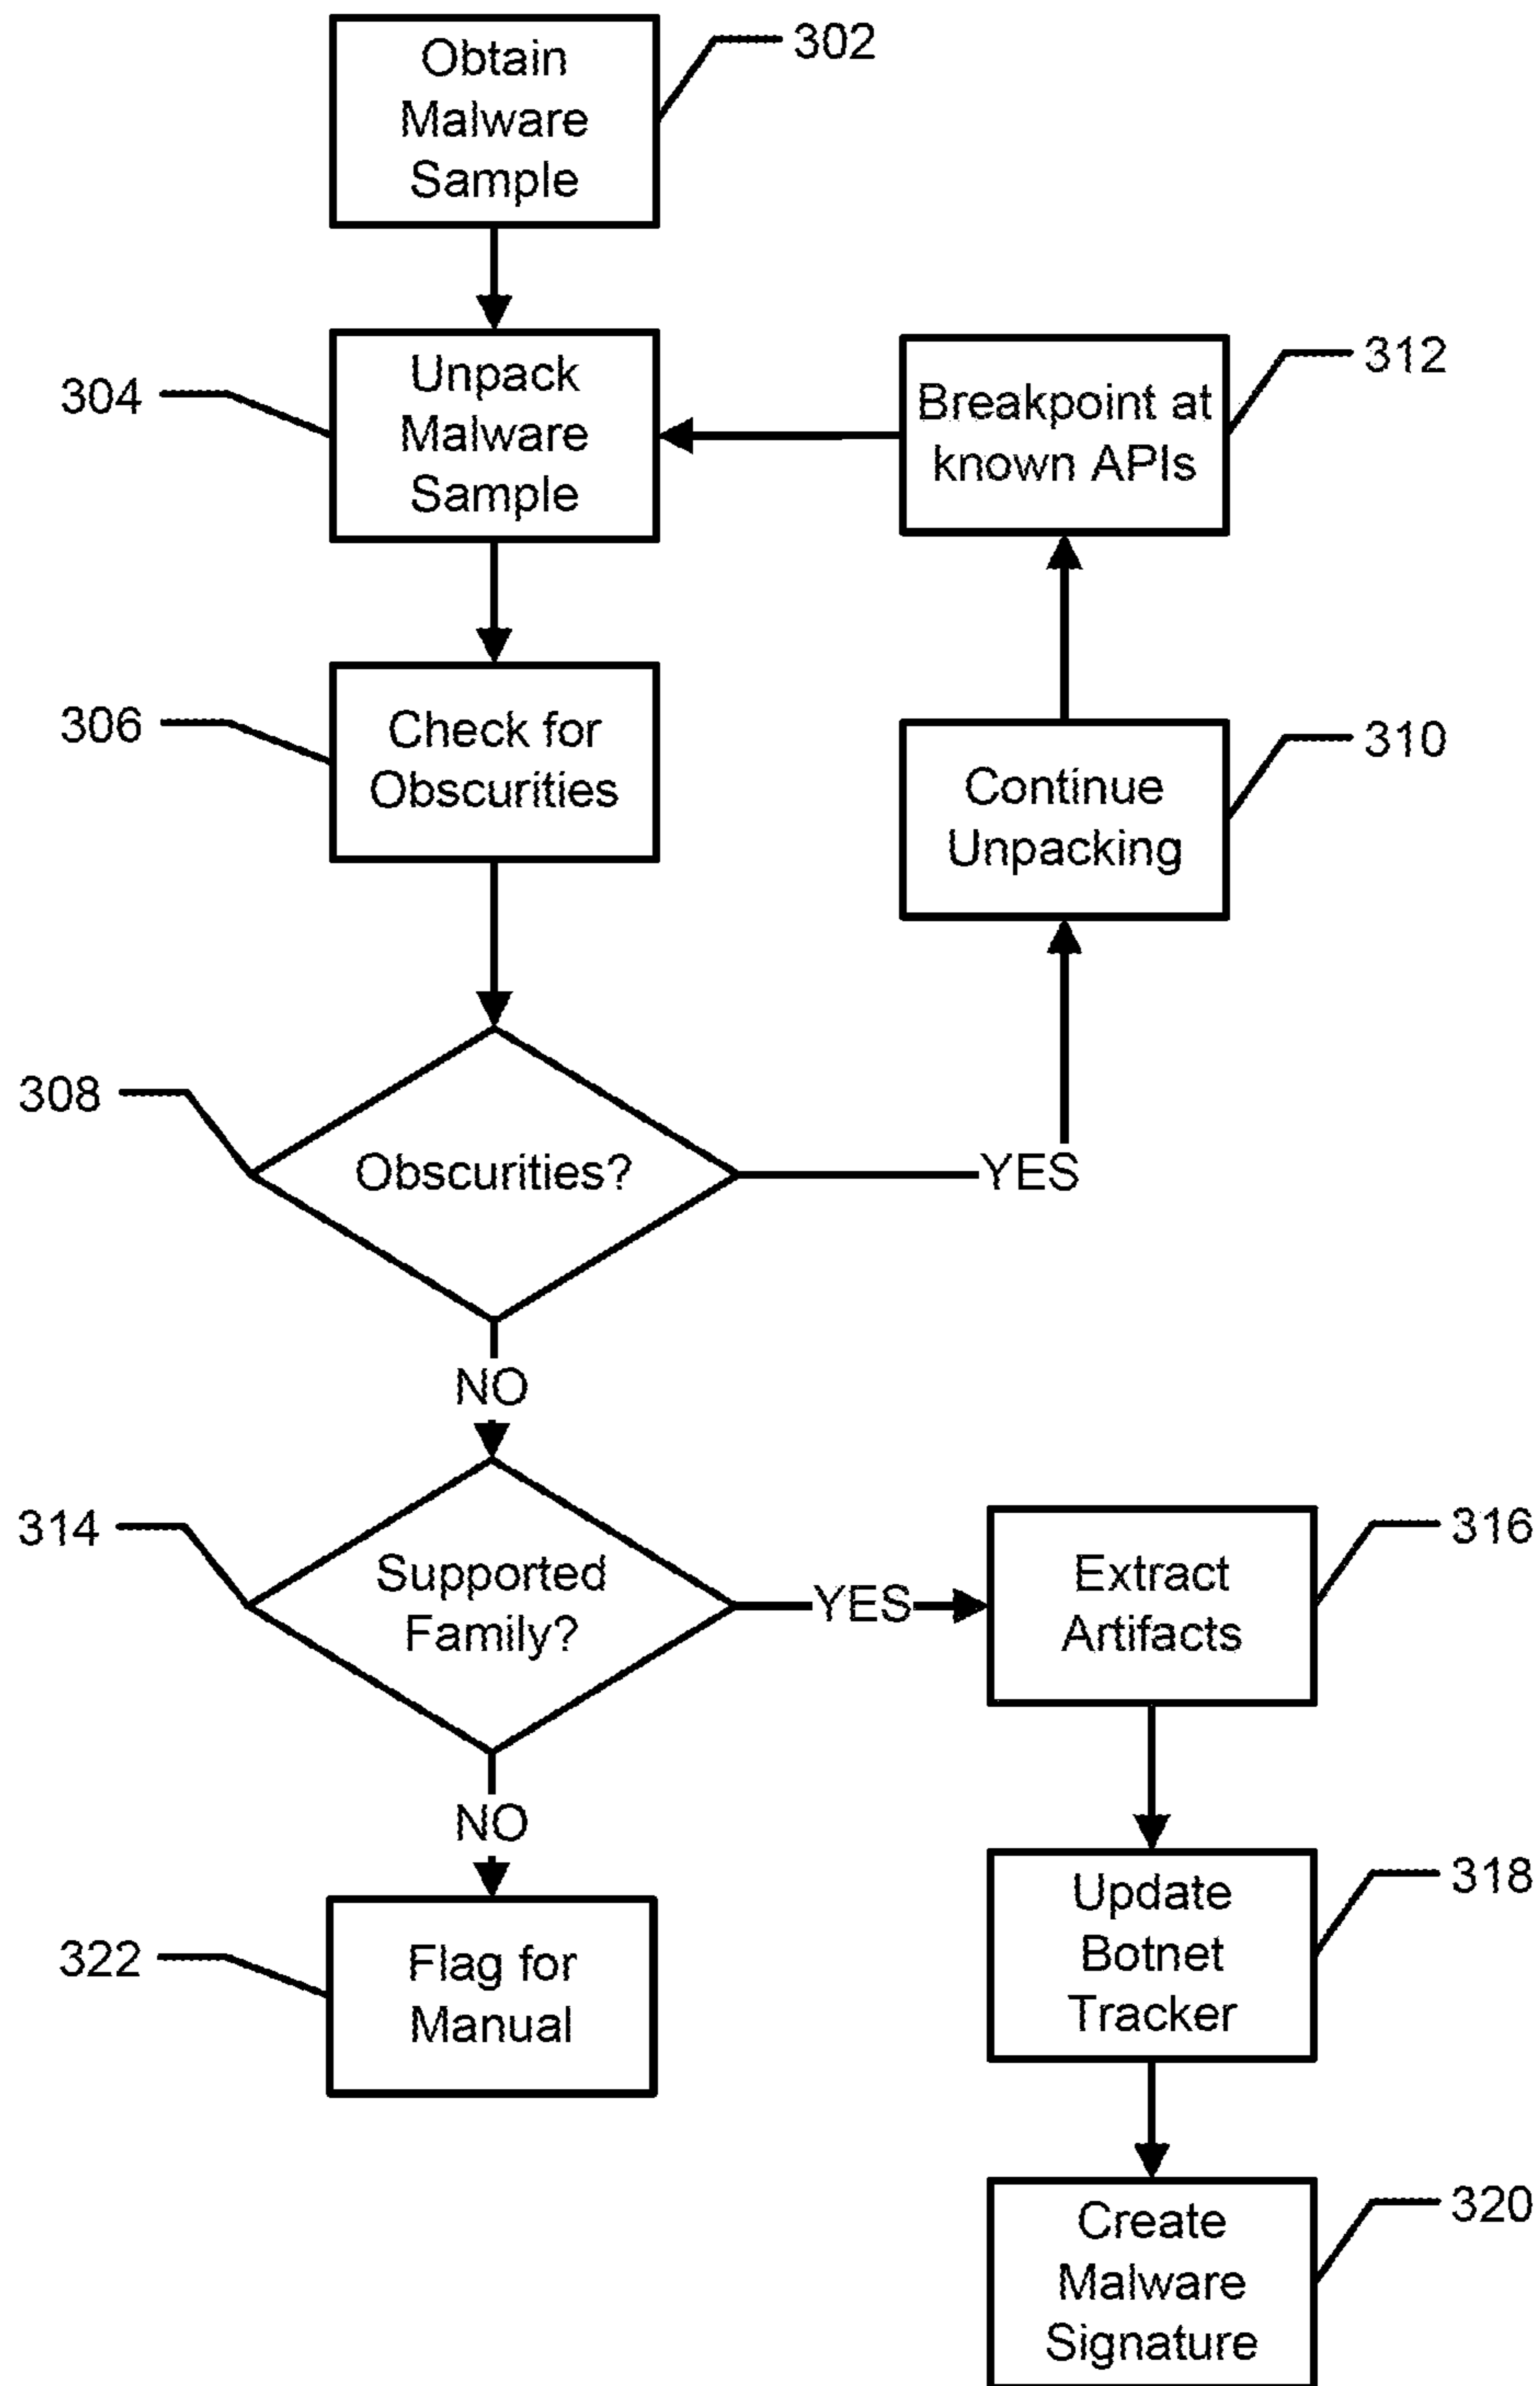 Obtain
Malware
Sample
302
Unpack
Malware
Sample
304
Breakpoint at
known APIs
312
Check for
Obscurities
306
Continue
Unpacking
310
308
Obscurities?
YES
NO
314
Supported
Family?
YES
Extract
Artifacts
316
NO
Update
Botnet
Tracker
318
322
Flag for
Manual
Create
Malware
Signature
320